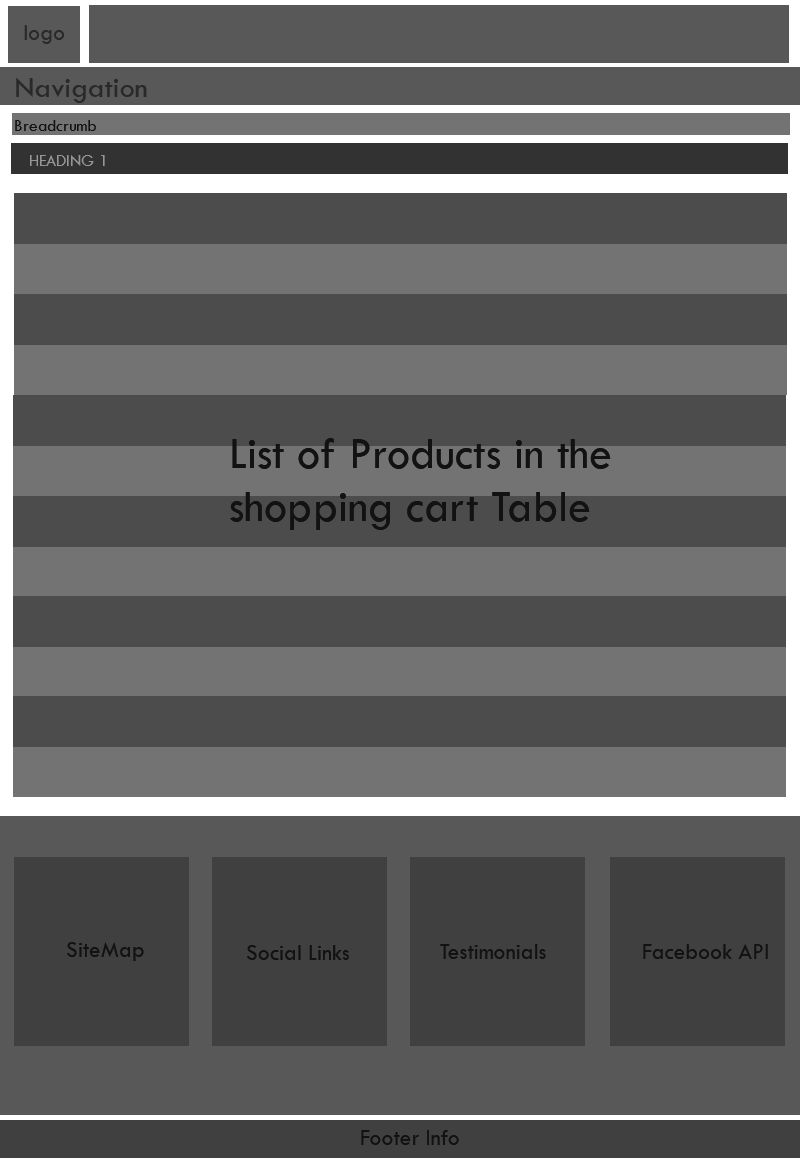 logo
Navigation
Breadcrumb
HEADING 1
List of Products in the
shopping cart Table
SiteMap
Social Links
Testimonials
Facebook API
Footer Info